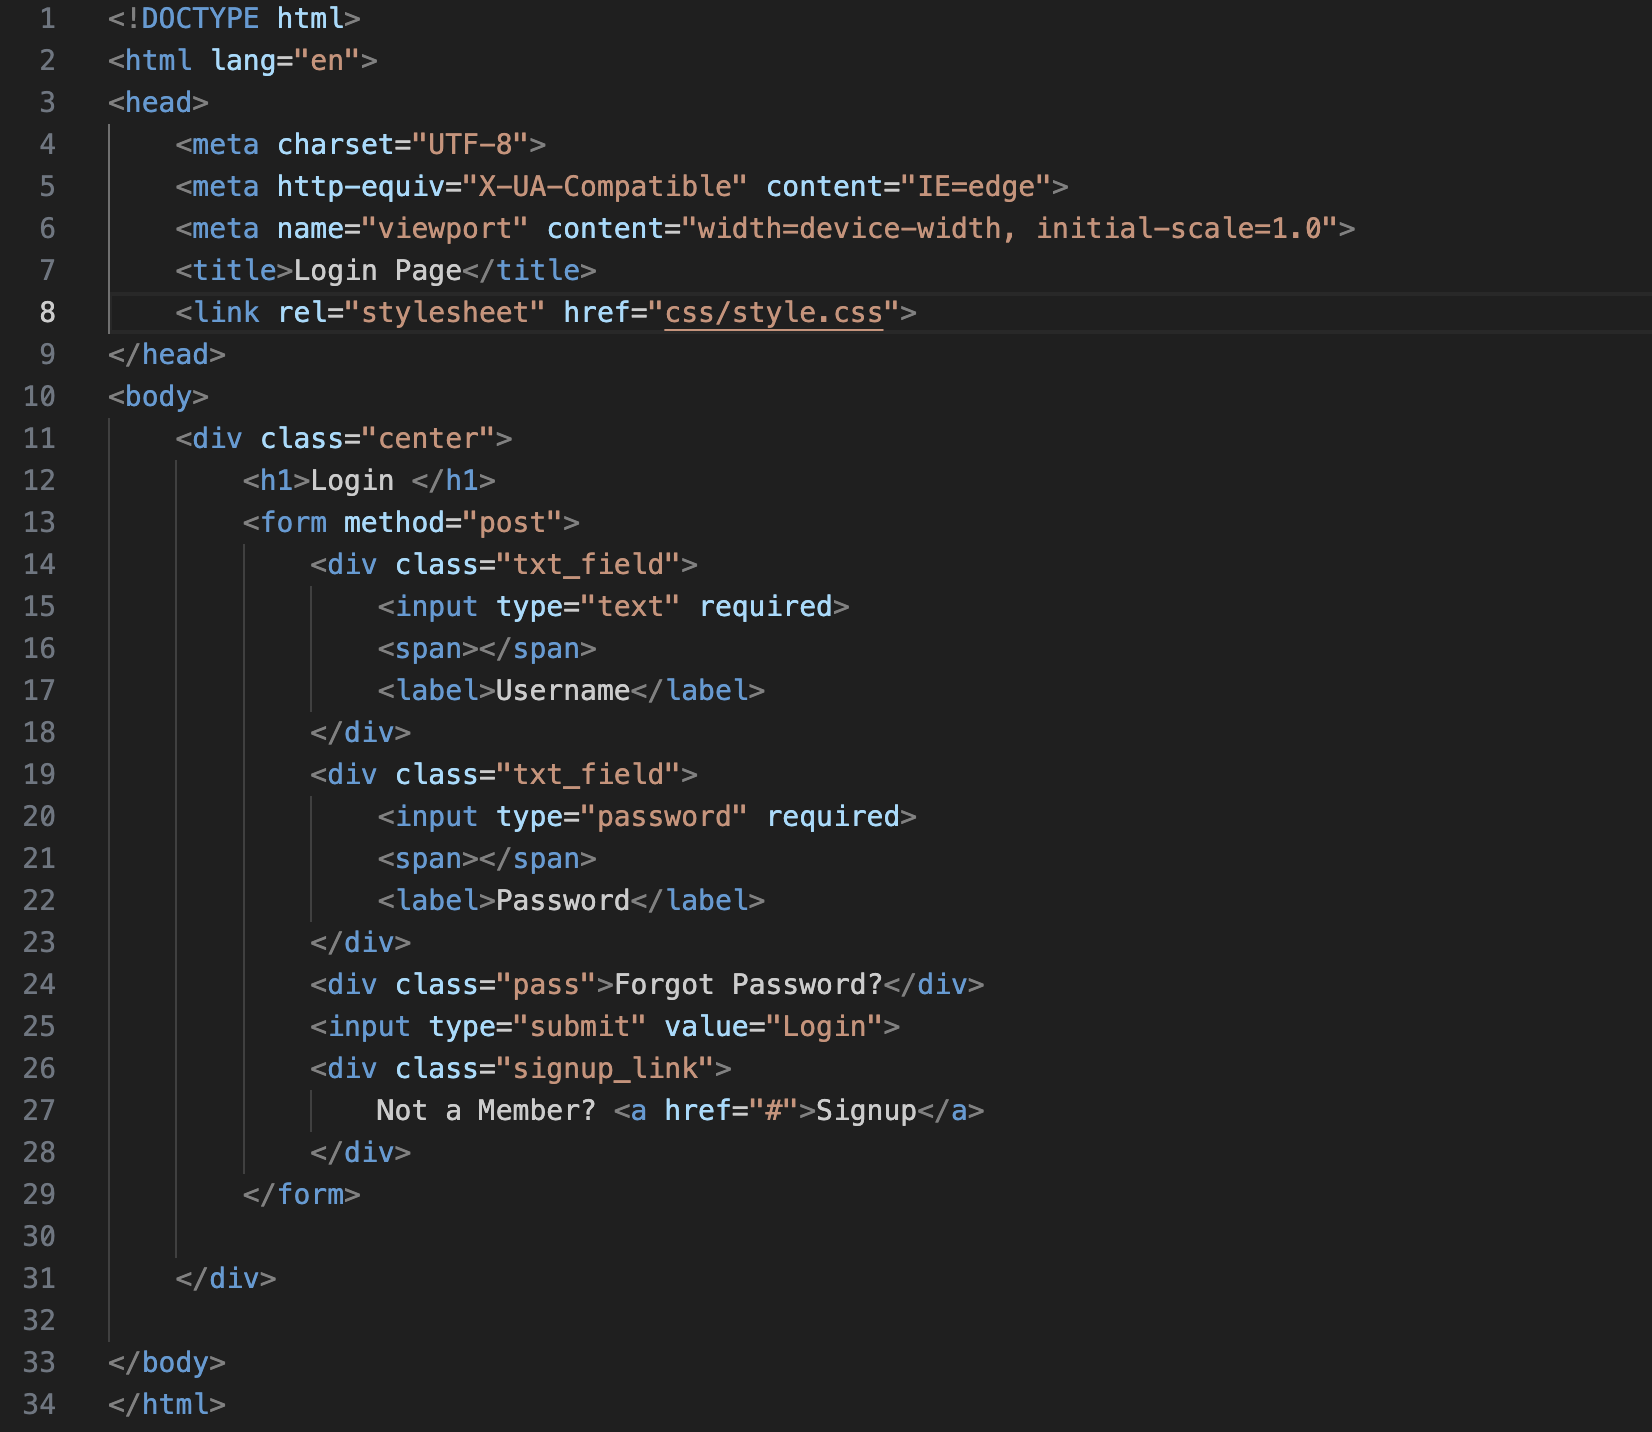 1 <!DOCTYPE html>
2 <html lang="en">
3 <head>
4     <meta charset="UTF-8">
5     <meta http-equiv="X-UA-Compatible" content="IE=edge">
6     <meta name="viewport" content="width=device-width, initial-scale=1.0">
7     <title>Login Page</title>
8     <link rel="stylesheet" href="css/style.css">
9 </head>
10 <body>
11     <div class="center">
12         <h1>Login </h1>
13         <form method="post">
14             <div class="txt_field">
15                 <input type="text" required>
16                 <span></span>
17                 <label>Username</label>
18             </div>
19             <div class="txt_field">
20                 <input type="password" required>
21                 <span></span>
22                 <label>Password</label>
23             </div>
24             <div class="pass">Forgot Password?</div>
25             <input type="submit" value="Login">
26             <div class="signup_link">
27                 Not a Member? <a href="#">Signup</a>
28             </div>
29         </form>
30
31     </div>
32
33 </body>
34 </html>